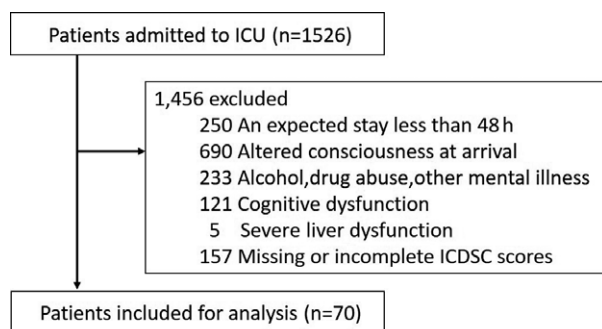 Patients admitted to ICU (n=1526)
1,456 excluded
250 An expected stay less than 48 h
690 Altered consciousness at arrival
233 Alcohol,drug abuse,other mental illness
121 Cognitive dysfunction
5 Severe liver dysfunction
157 Missing or incomplete ICDSC scores
Patients included for analysis (n=70)